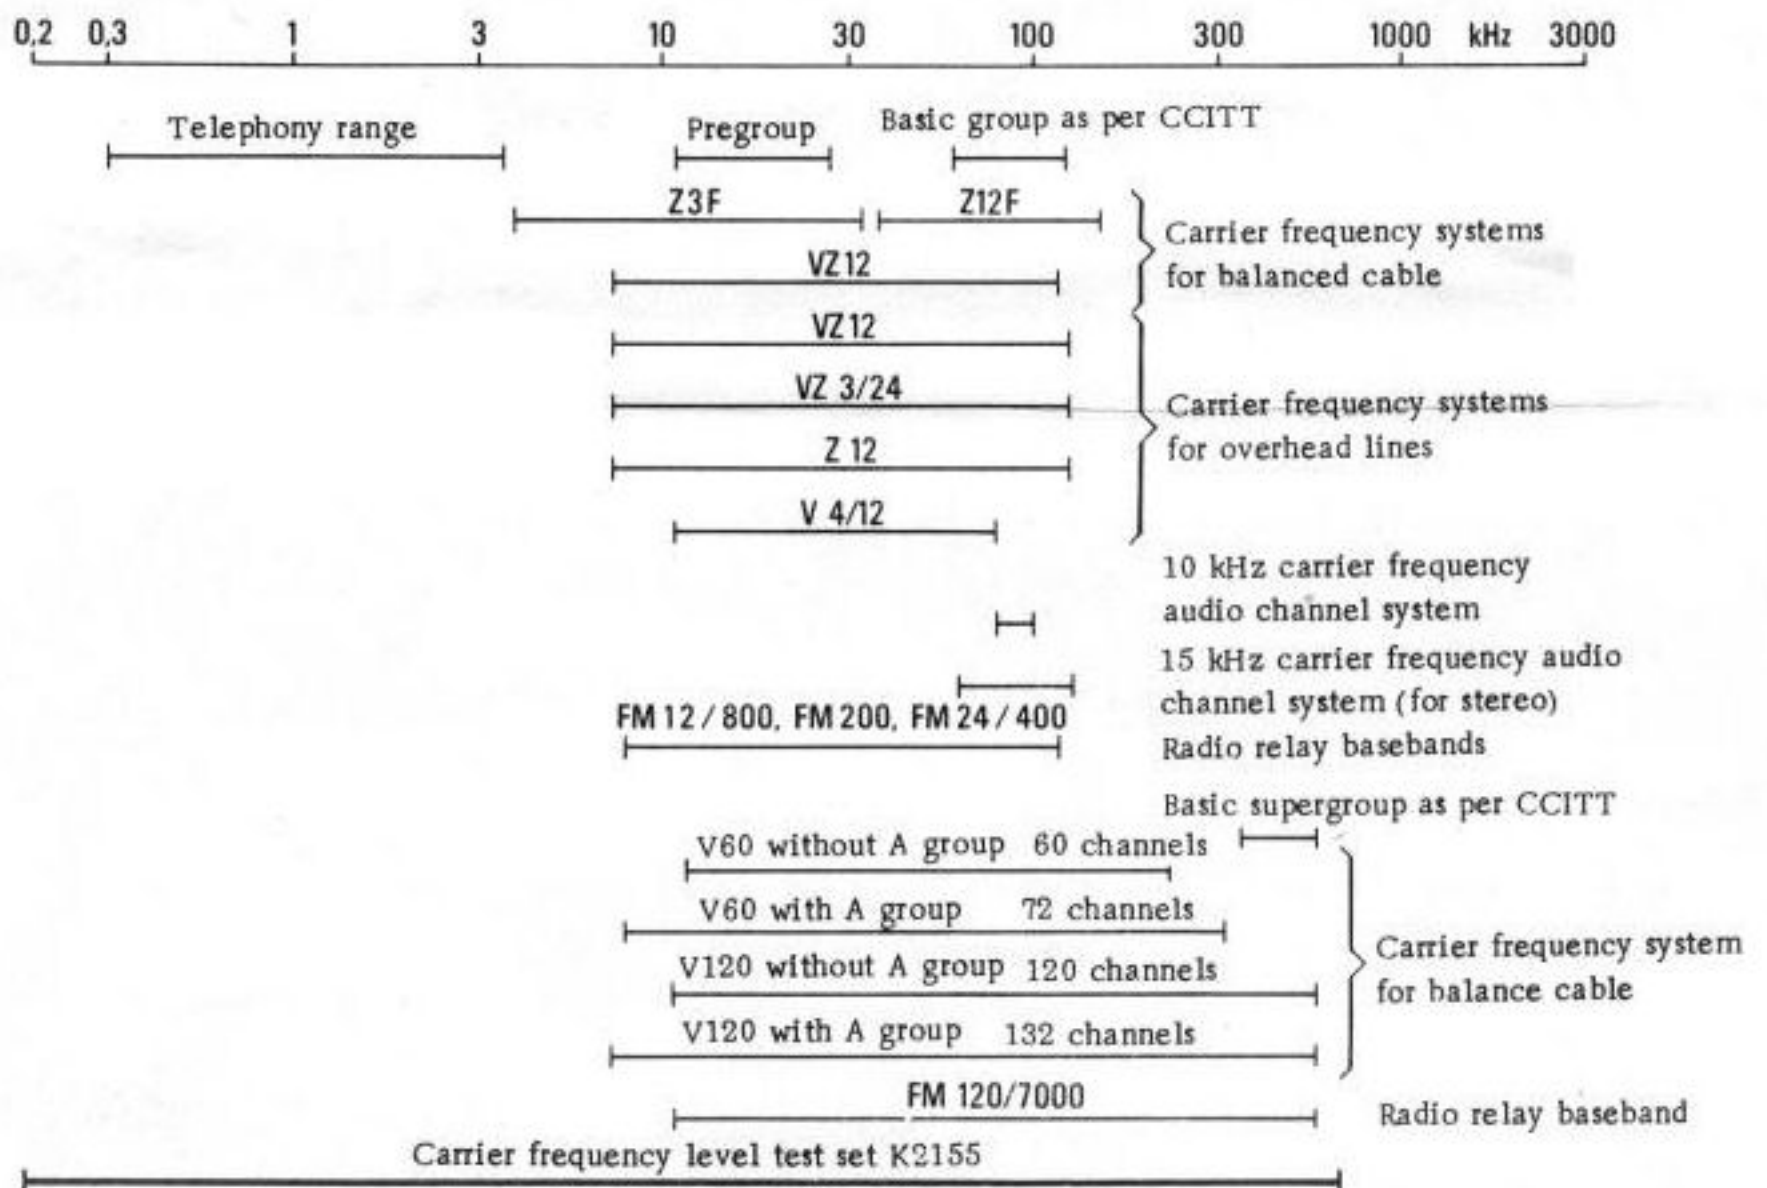 0,2 0,3 1 3 10 30 100 300 1000 kHz 3000
Telephony range
Pregroup
Basic group as per CCITT
Z3F
Z12F
VZ12
Carrier frequency systems
for balanced cable
VZ12
VZ 3/24
Z 12
V 4/12
Carrier frequency systems
for overhead lines
10 kHz carrier frequency
audio channel system
15 kHz carrier frequency audio
channel system (for stereo)
FM 12 / 800, FM 200, FM 24 / 400
Radio relay basebands
Basic supergroup as per CCITT
V60 without A group 60 channels
V60 with A group 72 channels
V120 without A group 120 channels
V120 with A group 132 channels
Carrier frequency system
for balance cable
FM 120/7000
Radio relay baseband
Carrier frequency level test set K2155